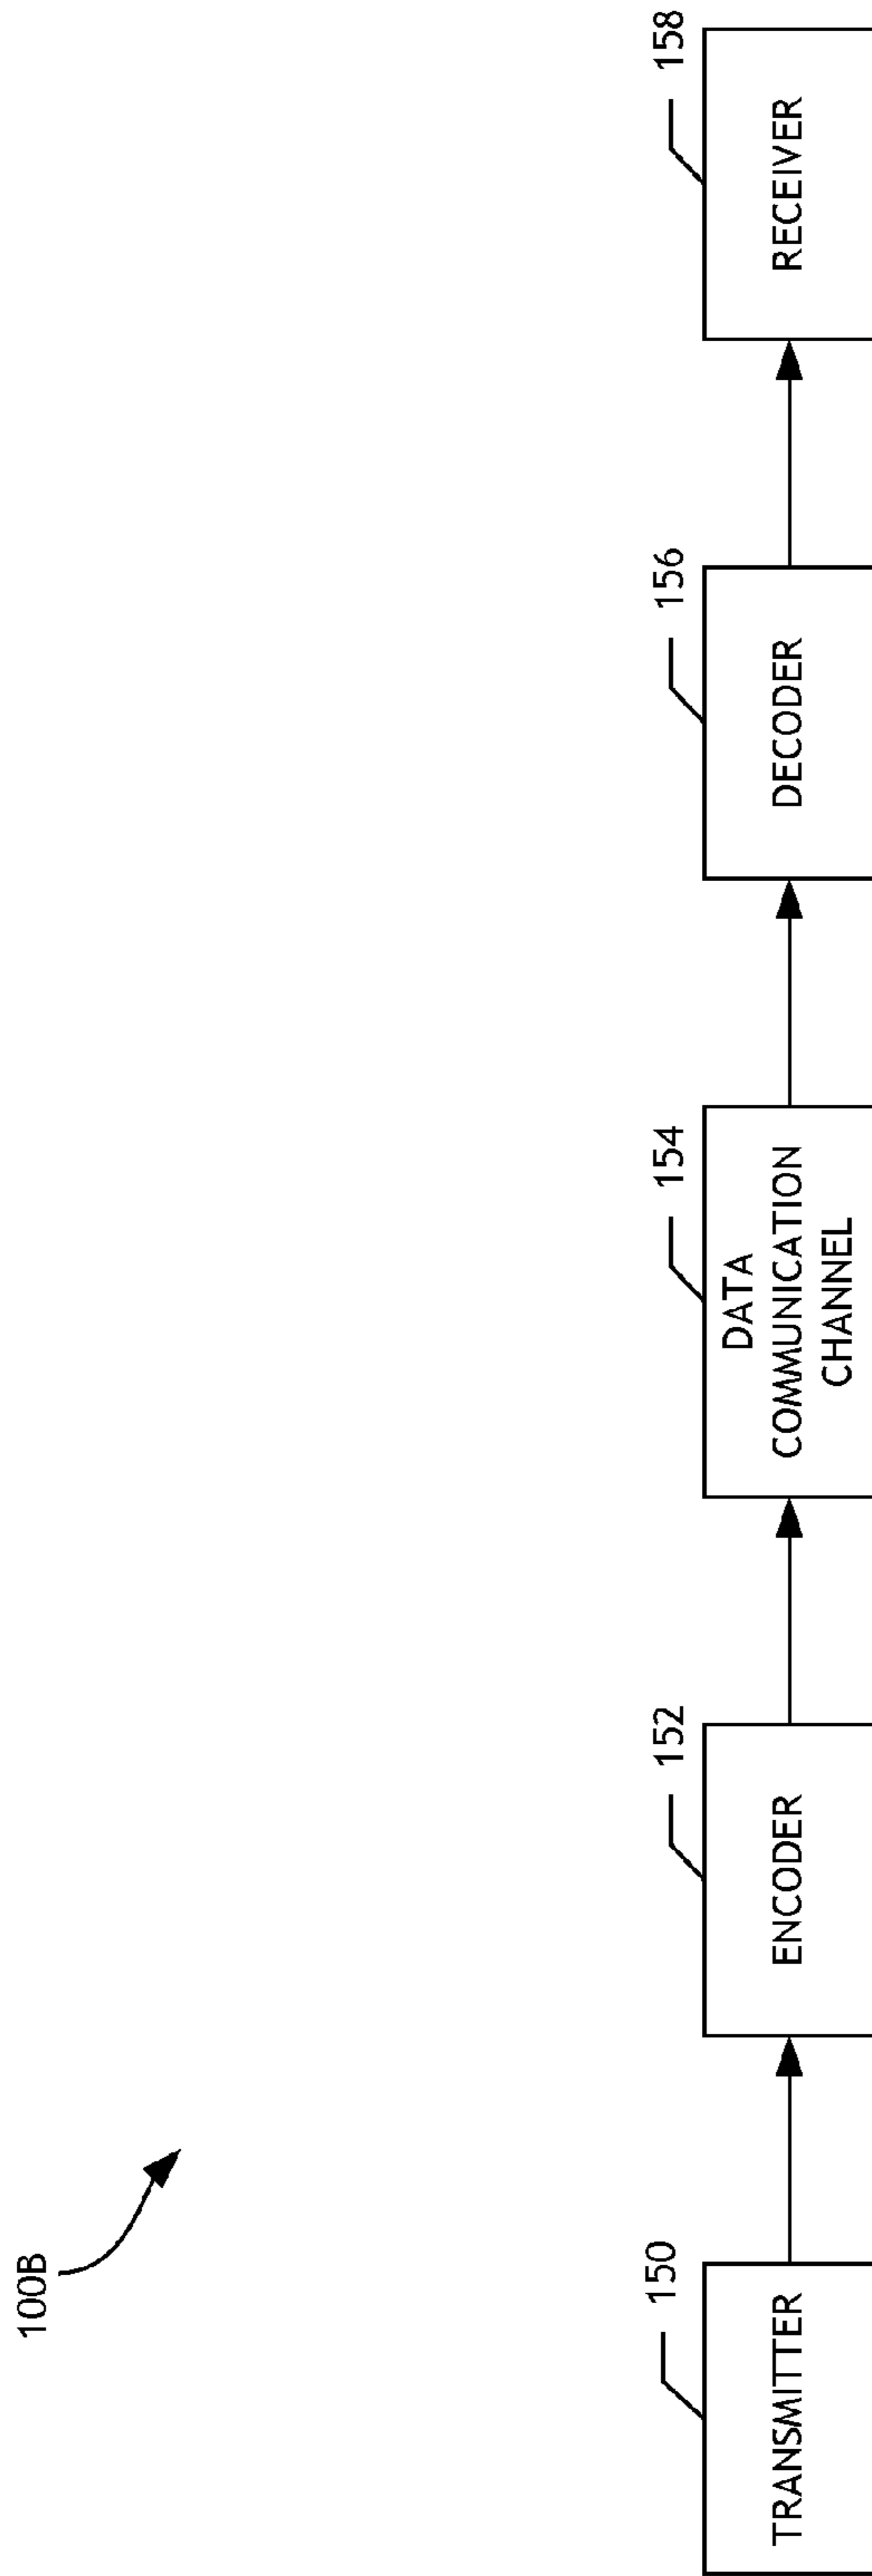 100B
150
152
154
156
158
TRANSMITTER
ENCODER
DATA
COMMUNICATION
CHANNEL
DECODER
RECEIVER